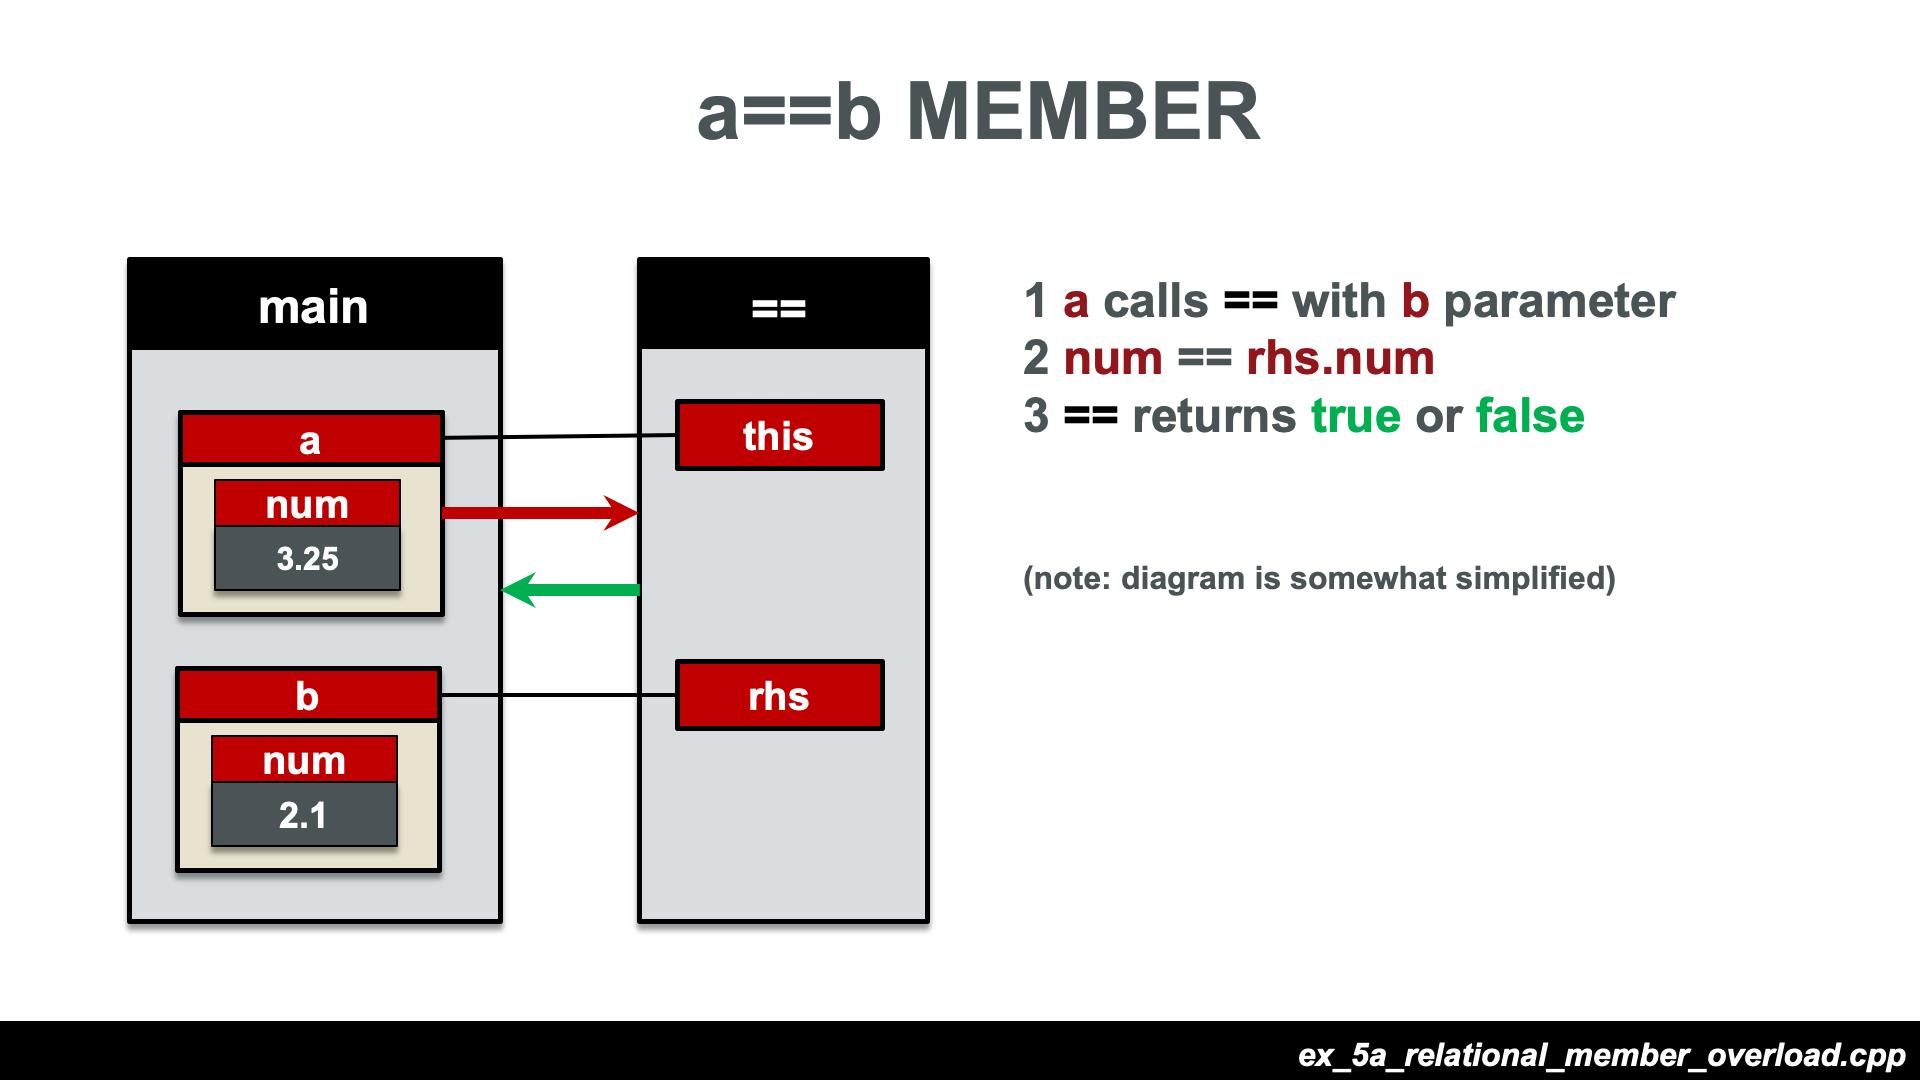 a==b MEMBER
main
==
a
num
3.25
b
num
2.1
this
rhs
1 a calls == with b parameter
2 num == rhs.num
3 == returns true or false
(note: diagram is somewhat simplified)
ex_5a_relational_member_overload.cpp